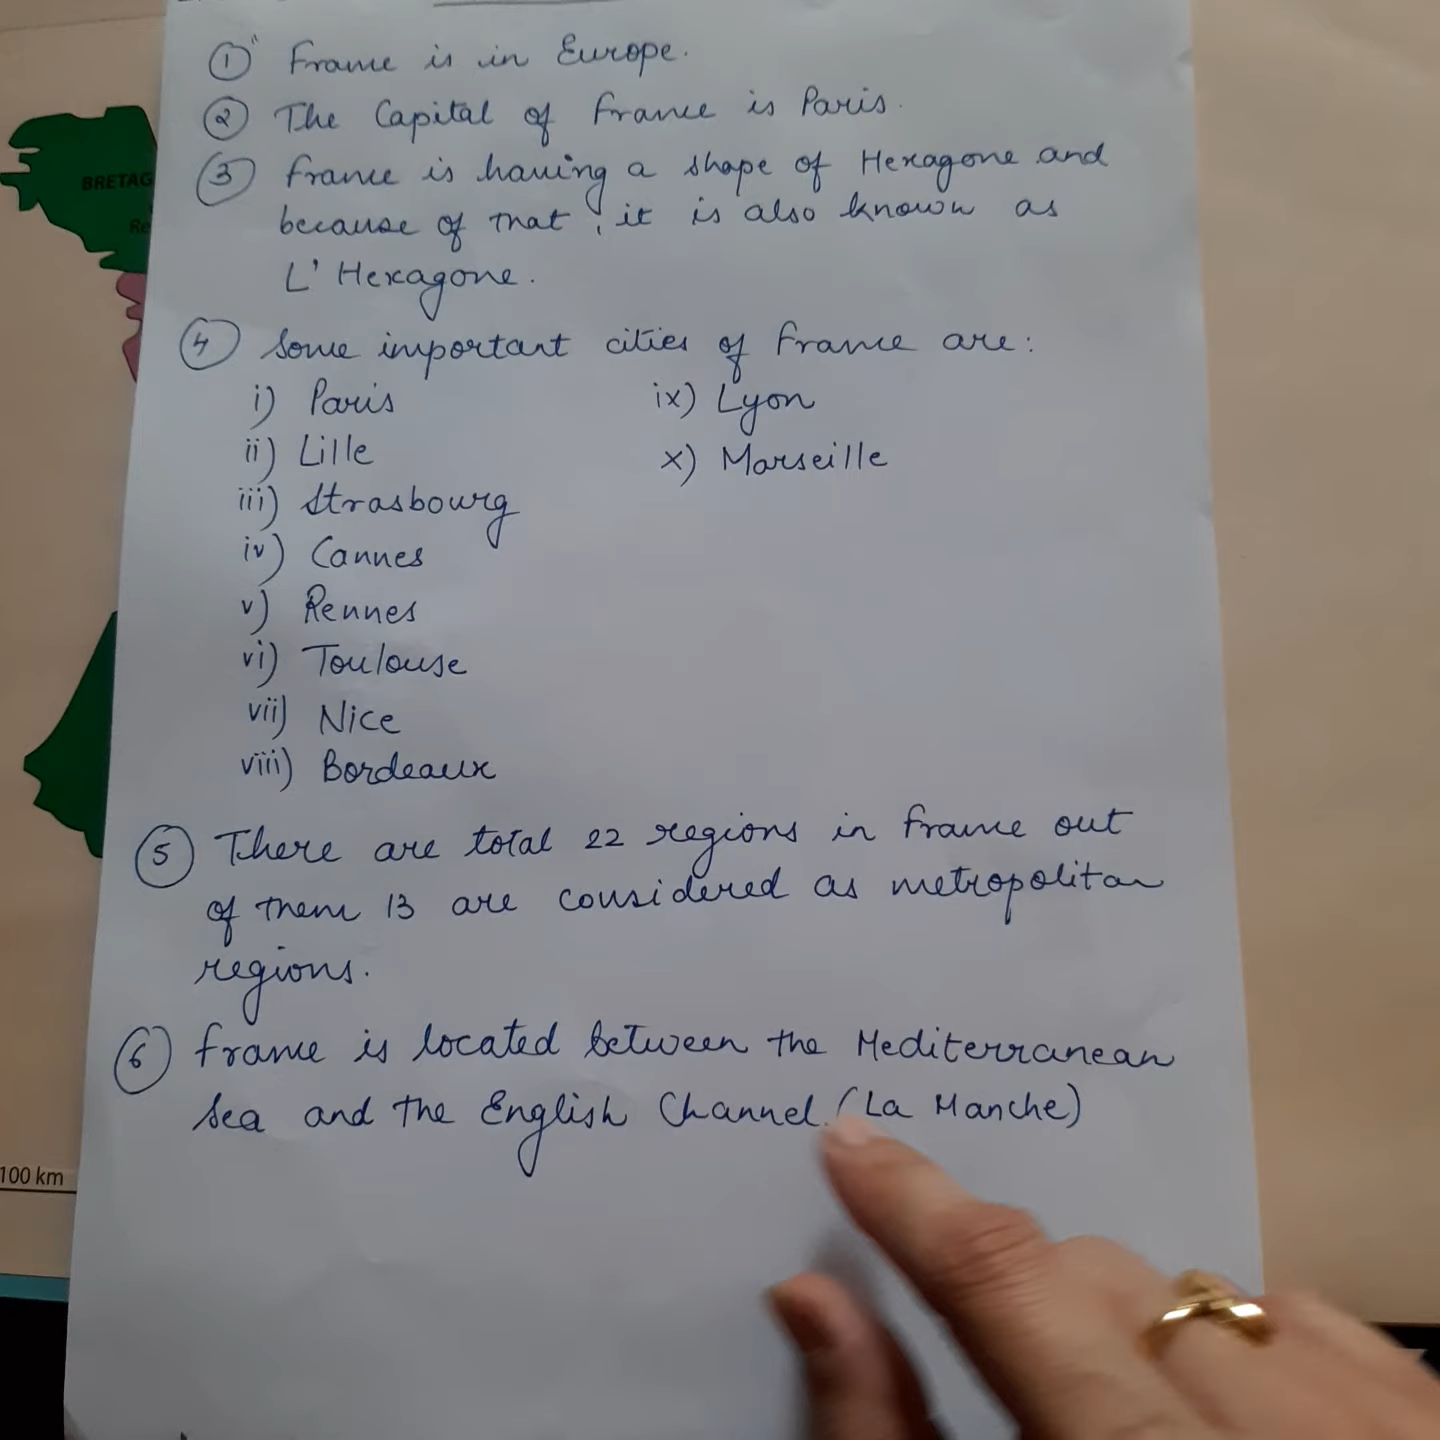 ① France is in Europe.
② The Capital of France is Paris.
③ France is having a shape of Hexagone and
because of that, it is also known as
L'Hexagone.
④ Some important cities of France are:
i) Paris
ii) Lille
iii) Strasbourg
iv) Cannes
v) Rennes
vi) Toulouse
vii) Nice
viii) Bordeaux
ix) Lyon
x) Marseille
⑤ There are total 22 regions in France out
of them 13 are considered as metropolitan
regions.
⑥ France is located between the Mediterranean
Sea and the English Channel. (La Manche)
BRETAG
Re
100 km